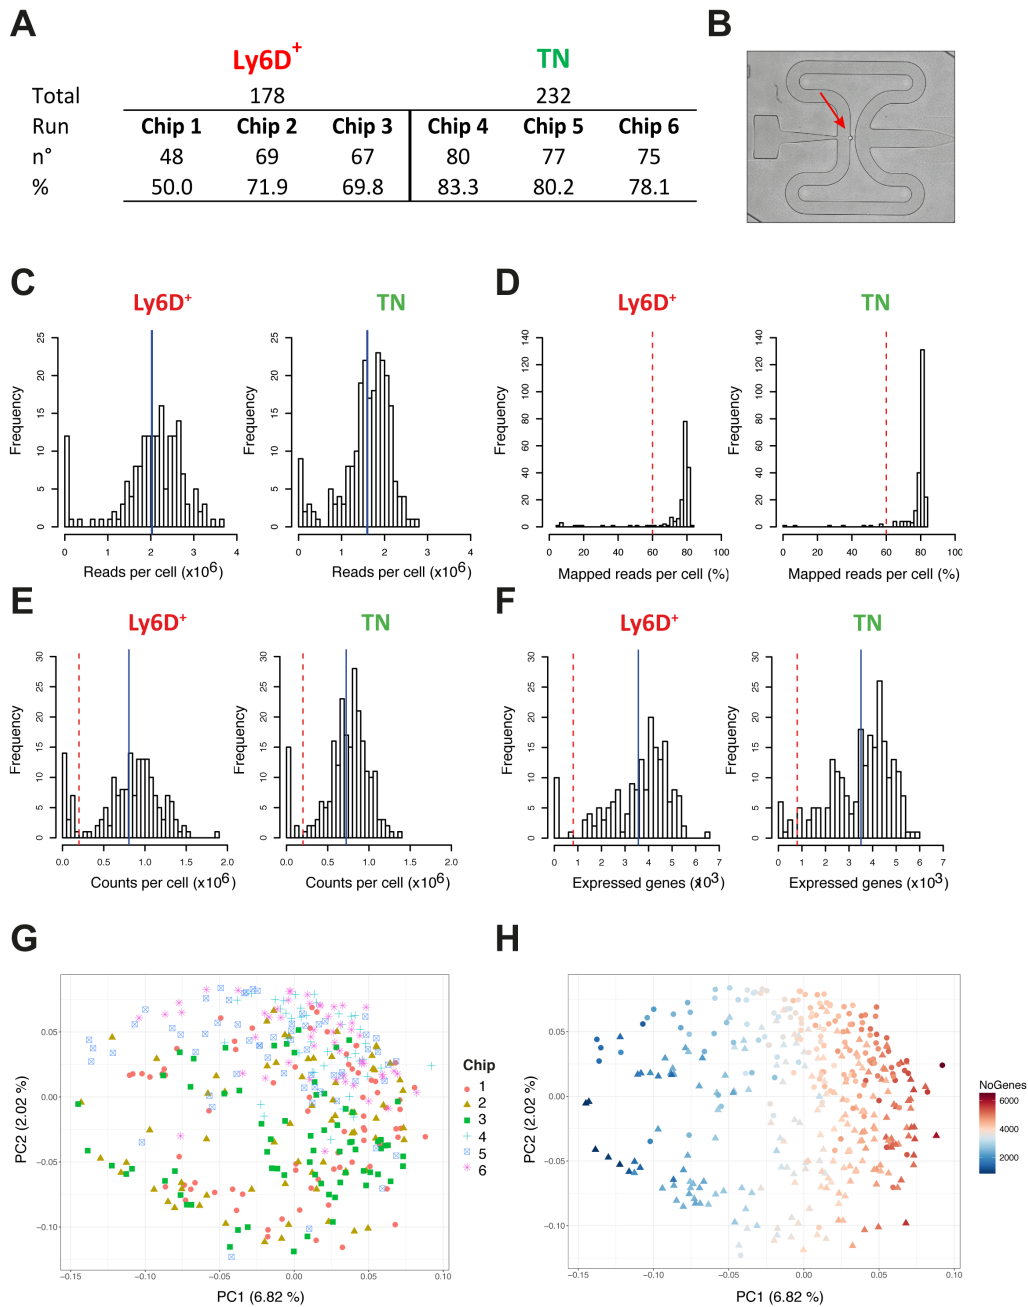 A
B
Ly6D+
TN
Total 178 232
Run Chip 1 Chip 2 Chip 3 Chip 4 Chip 5 Chip 6
n° 48 69 67 80 77 75
% 50.0 71.9 69.8 83.3 80.2 78.1
C
D
Ly6D+
TN
Ly6D+
TN
Frequency
0 5 10 15 20 25
0 1 2 3 4
Reads per cell (x10⁶)
Frequency
0 5 10 15 20 25
0 1 2 3 4
Reads per cell (x10⁶)
Frequency
0 20 40 60 80 100 120 140
0 20 40 60 80 100
Mapped reads per cell (%)
Frequency
0 20 40 60 80 100 120 140
0 20 40 60 80 100
Mapped reads per cell (%)
E
F
Ly6D+
TN
Ly6D+
TN
Frequency
0 5 10 15 20 25 30
0.0 0.5 1.0 1.5 2.0
Counts per cell (x10⁶)
Frequency
0 5 10 15 20 25 30
0.0 0.5 1.0 1.5 2.0
Counts per cell (x10⁶)
Frequency
0 5 10 15 20 25 30
0 1 2 3 4 5 6 7
Expressed genes (x10³)
Frequency
0 5 10 15 20 25 30
0 1 2 3 4 5 6 7
Expressed genes (x10³)
G
H
PC2 (2.02 %)
0.05
0.00
−0.05
−0.10
−0.15 −0.10 −0.05 0.00 0.05 0.10
PC1 (6.82 %)
Chip
1
2
3
4
5
6
PC2 (2.02 %)
0.05
0.00
−0.05
−0.10
−0.15 −0.10 −0.05 0.00 0.05 0.10
PC1 (6.82 %)
NoGenes
6000
4000
2000